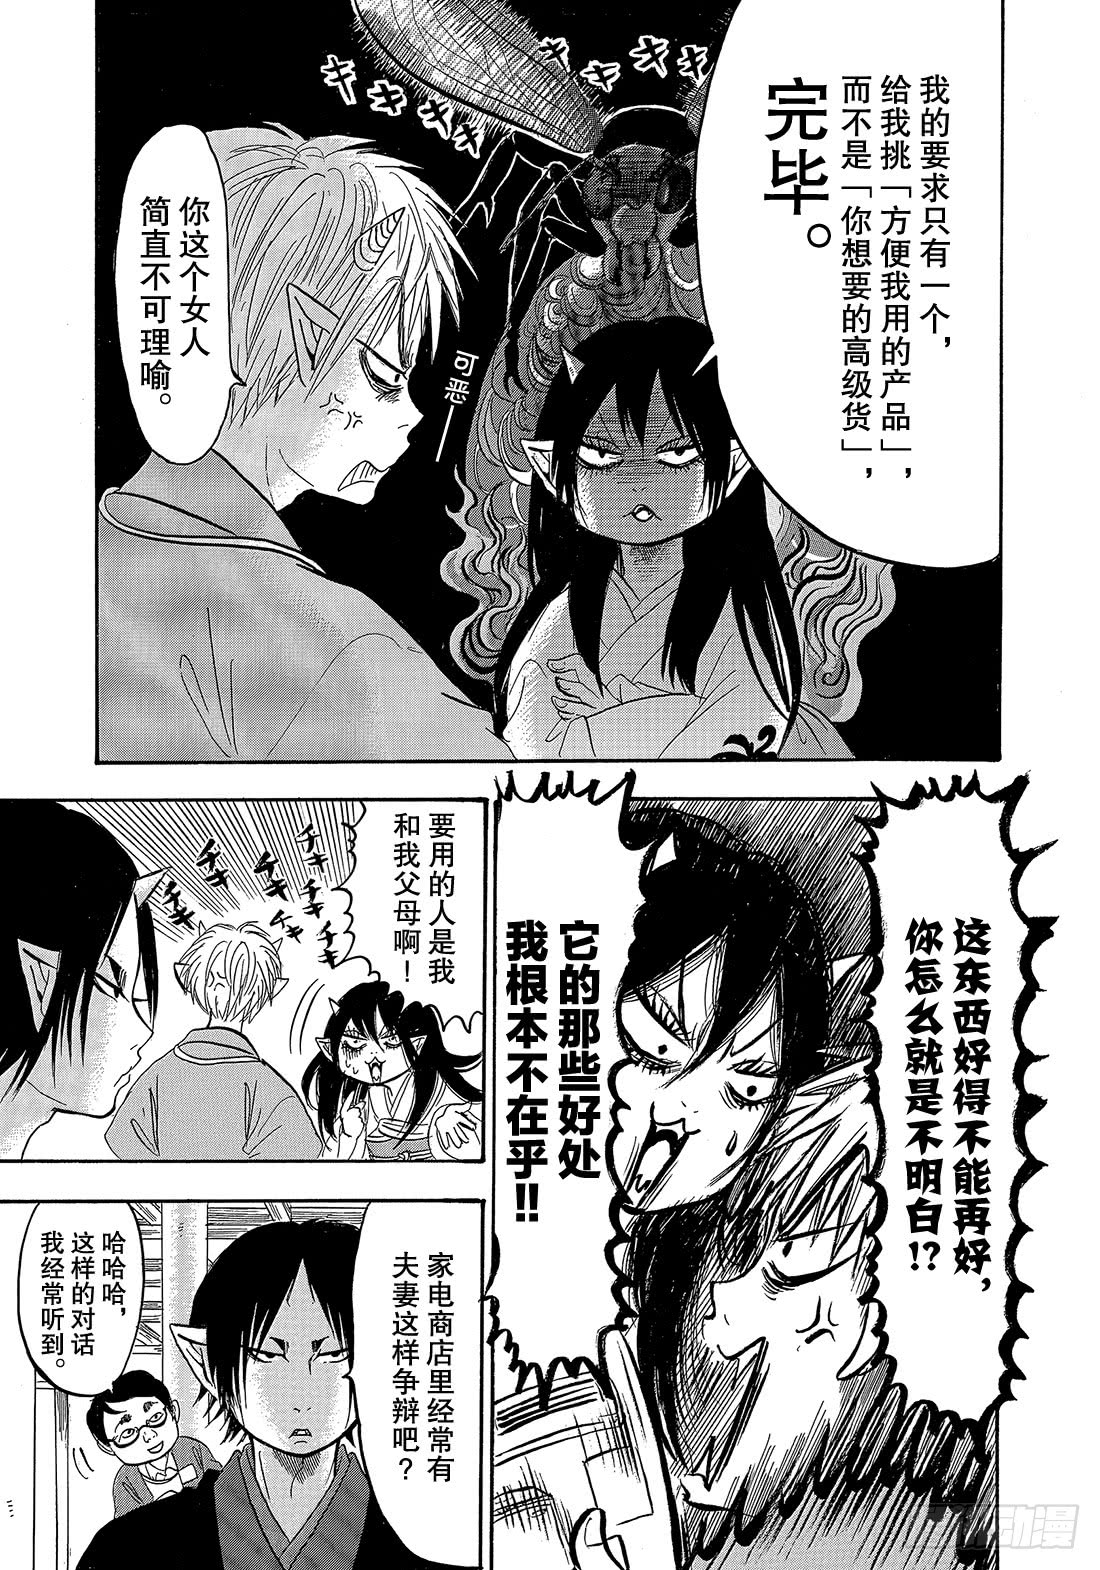 我的要求只有一个，
给我挑「方便我用的产品」，
而不是「你想要的高级货」，
完毕。
キキキキ
キキキキ
可恶——
你这个女人
简直不可理喻。
这东西好得不能再好，
你怎么就是不明白！？
它的那些好处
我根本不在乎！！
要用的人是我
和我父母啊！
チキ
チキ
チキ
チキ
チキ
家电商店里经常有
夫妻这样争辩吧？
哈哈哈，
这样的对话
我经常听到。